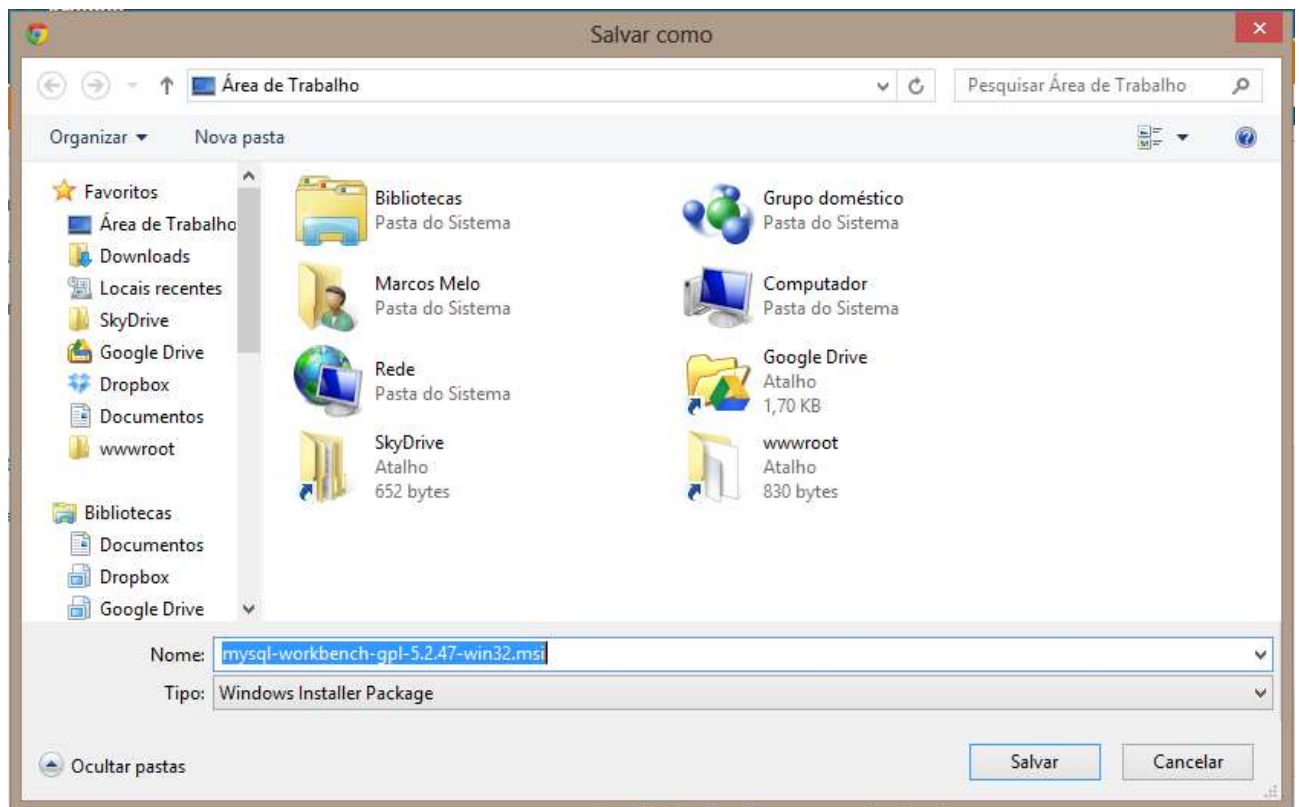 Salvar como
Área de Trabalho
Pesquisar Área de Trabalho
Organizar
Nova pasta
Favoritos
Área de Trabalho
Downloads
Locais recentes
SkyDrive
Google Drive
Dropbox
Documentos
wwwroot
Bibliotecas
Documentos
Dropbox
Google Drive
Bibliotecas
Pasta do Sistema
Grupo doméstico
Pasta do Sistema
Marcos Melo
Pasta do Sistema
Computador
Pasta do Sistema
Rede
Pasta do Sistema
Google Drive
Atalho
1,70 KB
SkyDrive
Atalho
652 bytes
wwwroot
Atalho
830 bytes
Nome: mysql-workbench-gpl-5.2.47-win32.msi
Tipo: Windows Installer Package
Ocultar pastas
Salvar
Cancelar